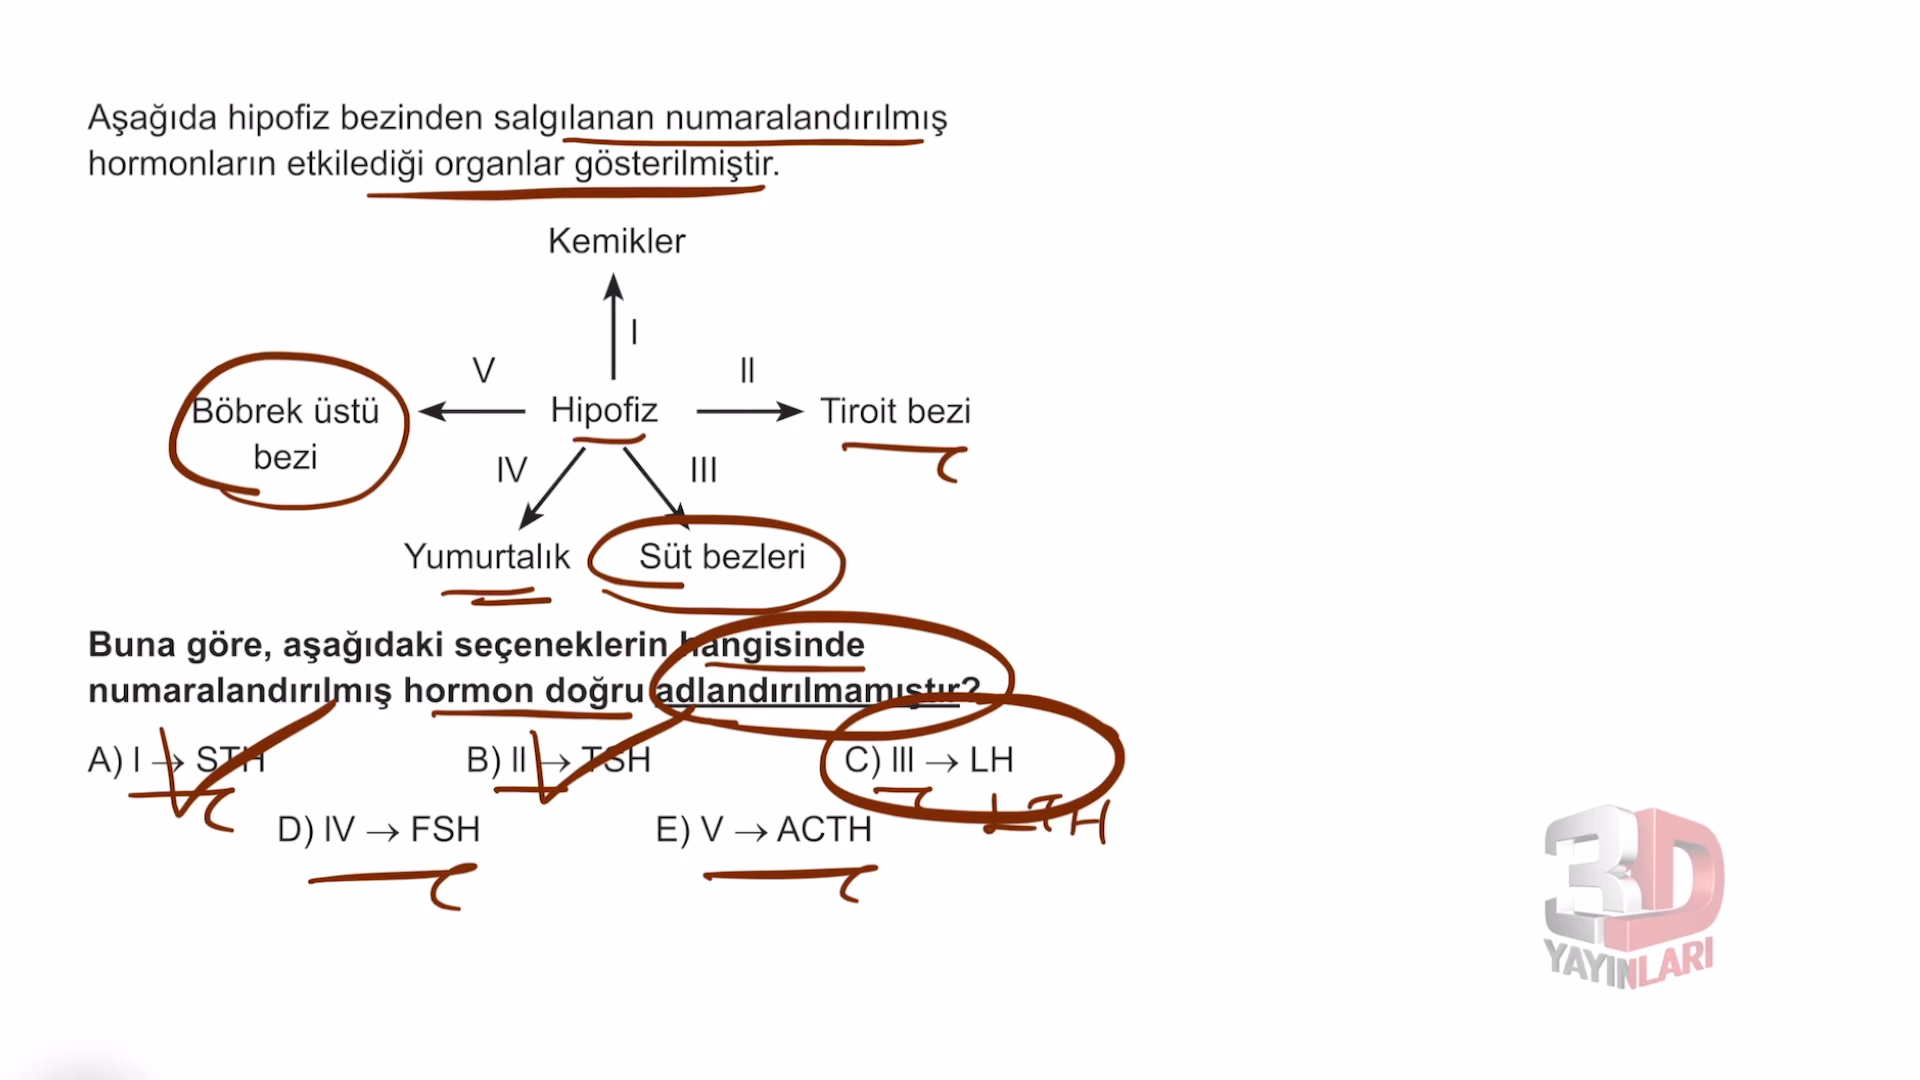 Aşağıda hipofiz bezinden salgılanan numaralandırılmış
hormonların etkilediği organlar gösterilmiştir.
Kemikler
I
V
II
Böbrek üstü
bezi
Hipofiz
Tiroit bezi
IV
III
Yumurtalık
Süt bezleri
Buna göre, aşağıdaki seçeneklerin hangisinde
numaralandırılmış hormon doğru adlandırılmamıştır?
A) I → STH
B) II → TSH
C) III → LH
LTH
D) IV → FSH
E) V → ACTH
3D
YAYINLARI